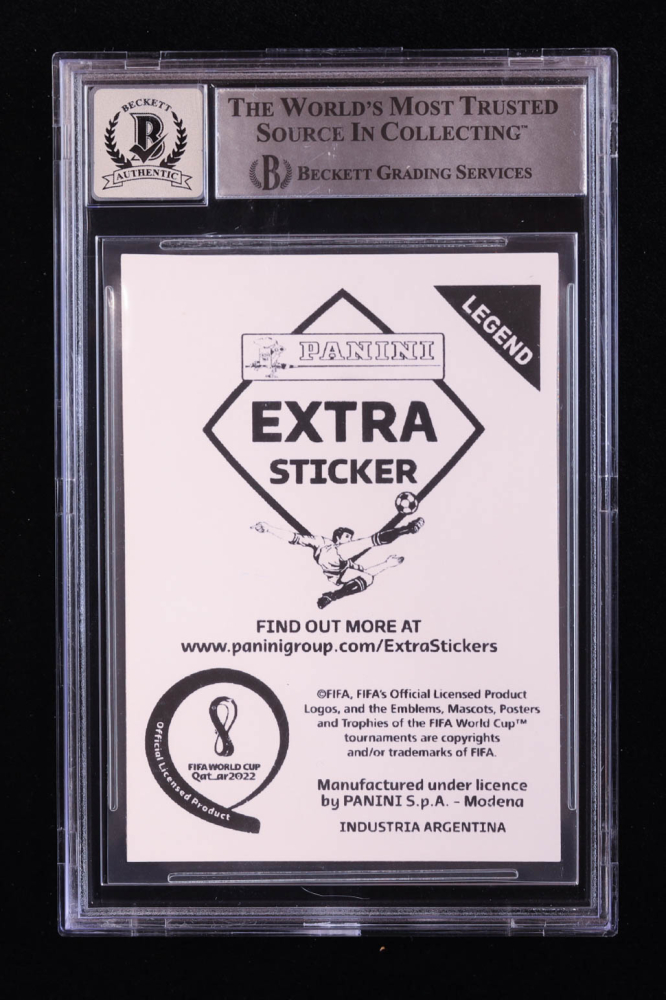 BECKETT
B
AUTHENTIC
THE WORLD'S MOST TRUSTED
SOURCE IN COLLECTING™
B BECKETT GRADING SERVICES
LEGEND
PANINI
EXTRA
STICKER
FIND OUT MORE AT
www.paninigroup.com/ExtraStickers
©FIFA, FIFA's Official Licensed Product
Logos, and the Emblems, Mascots, Posters
and Trophies of the FIFA World Cup™
tournaments are copyrights
and/or trademarks of FIFA.
FIFA WORLD CUP
Qat_ar2022
Official Licensed Product
Manufactured under licence
by PANINI S.p.A. - Modena
INDUSTRIA ARGENTINA